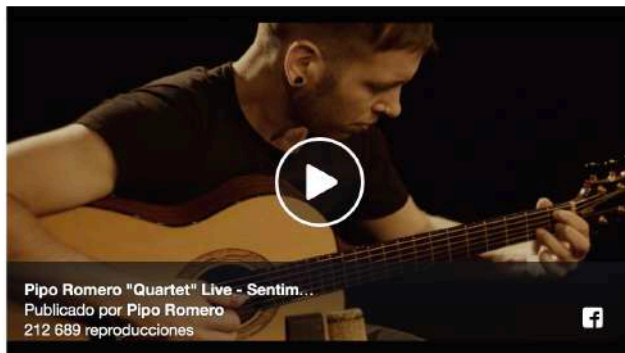 Pipo Romero "Quartet" Live - Sentim...
Publicado por Pipo Romero
212 689 reproducciones